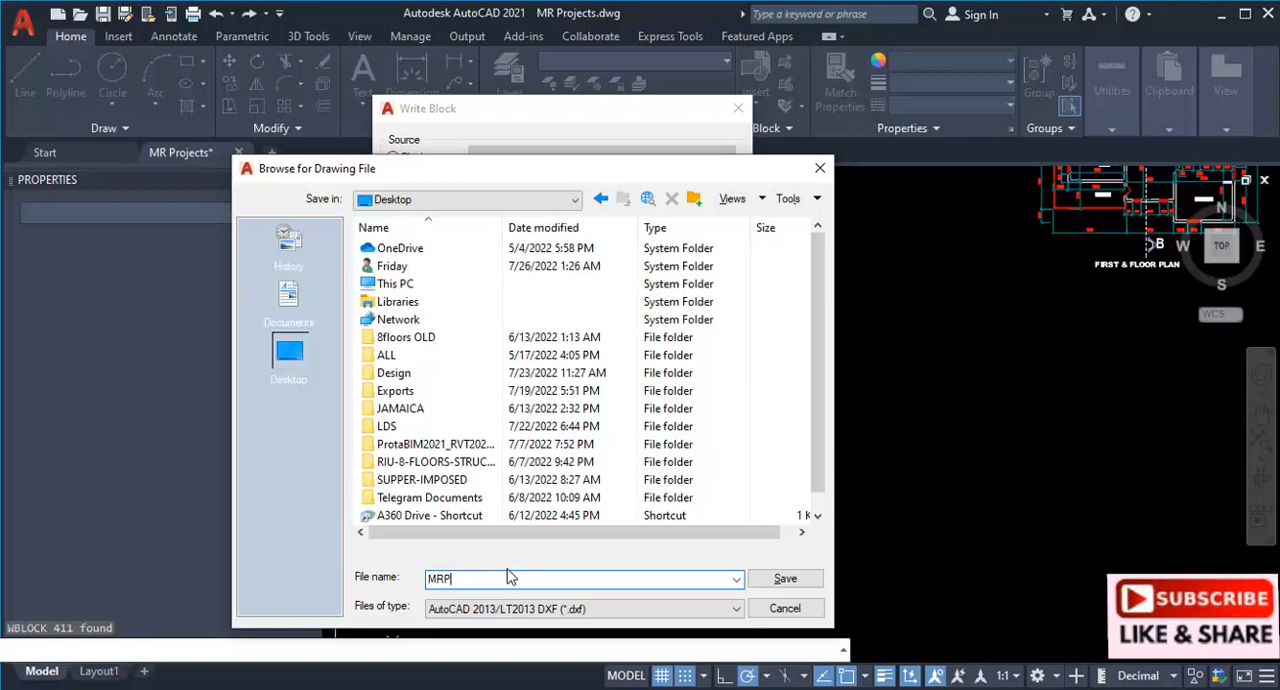 Autodesk AutoCAD 2021 MR Projects.dwg
Type a keyword or phrase
Sign In
Home Insert Annotate Parametric 3D Tools View Manage Output Add-ins Collaborate Express Tools Featured Apps
Line Polyline Circle Arc
Text Dimension Layer Insert Match Properties Group Utilities Clipboard View
Draw Modify Block Properties Groups
Write Block
Source
Start MR Projects*
PROPERTIES
Browse for Drawing File
Save in: Desktop Views Tools
Name Date modified Type Size
OneDrive 5/4/2022 5:58 PM System Folder
Friday 7/26/2022 1:26 AM System Folder
This PC System Folder
Libraries System Folder
Network System Folder
8floors OLD 6/13/2022 1:13 AM File folder
ALL 5/17/2022 4:05 PM File folder
Design 7/23/2022 11:27 AM File folder
Exports 7/19/2022 5:51 PM File folder
JAMAICA 6/13/2022 2:32 PM File folder
LDS 7/22/2022 6:44 PM File folder
ProtaBIM2021_RVT202... 7/7/2022 7:52 PM File folder
RIU-8-FLOORS-STRUC... 6/7/2022 9:42 PM File folder
SUPPER-IMPOSED 6/13/2022 8:27 AM File folder
Telegram Documents 6/8/2022 10:09 AM File folder
A360 Drive - Shortcut 6/12/2022 4:45 PM Shortcut 1 K
History
Documents
Desktop
File name: MRP Save
Files of type: AutoCAD 2013/LT2013 DXF (*.dxf) Cancel
B
FIRST & FLOOR PLAN
N
W TOP E
S
WCS
WBLOCK 411 found
SUBSCRIBE
LIKE & SHARE
Model Layout1 +
MODEL 1:1 Decimal